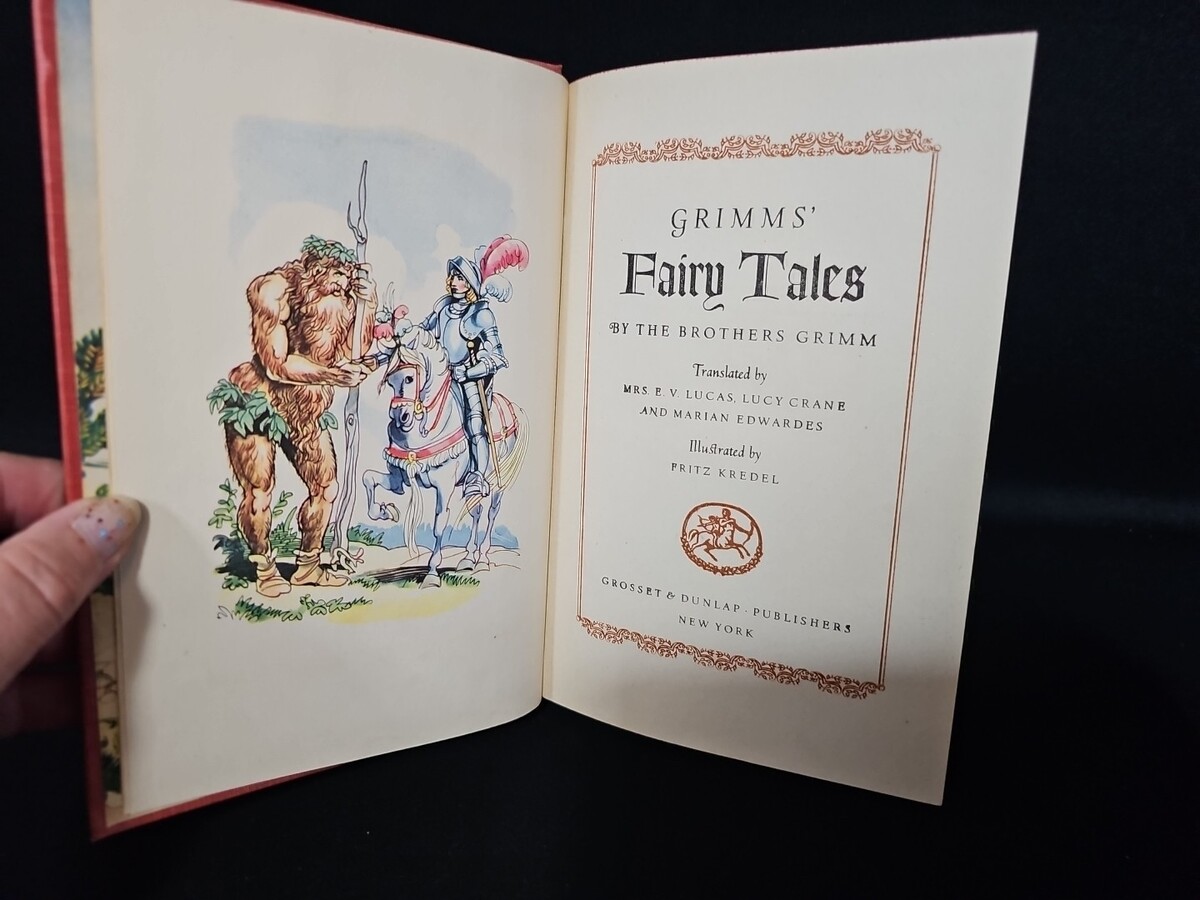 GRIMMS'
Fairy Tales
BY THE BROTHERS GRIMM
Translated by
MRS. E. V. LUCAS, LUCY CRANE
AND MARIAN EDWARDES
Illustrated by
FRITZ KREDEL
GROSSET & DUNLAP · PUBLISHERS
NEW YORK